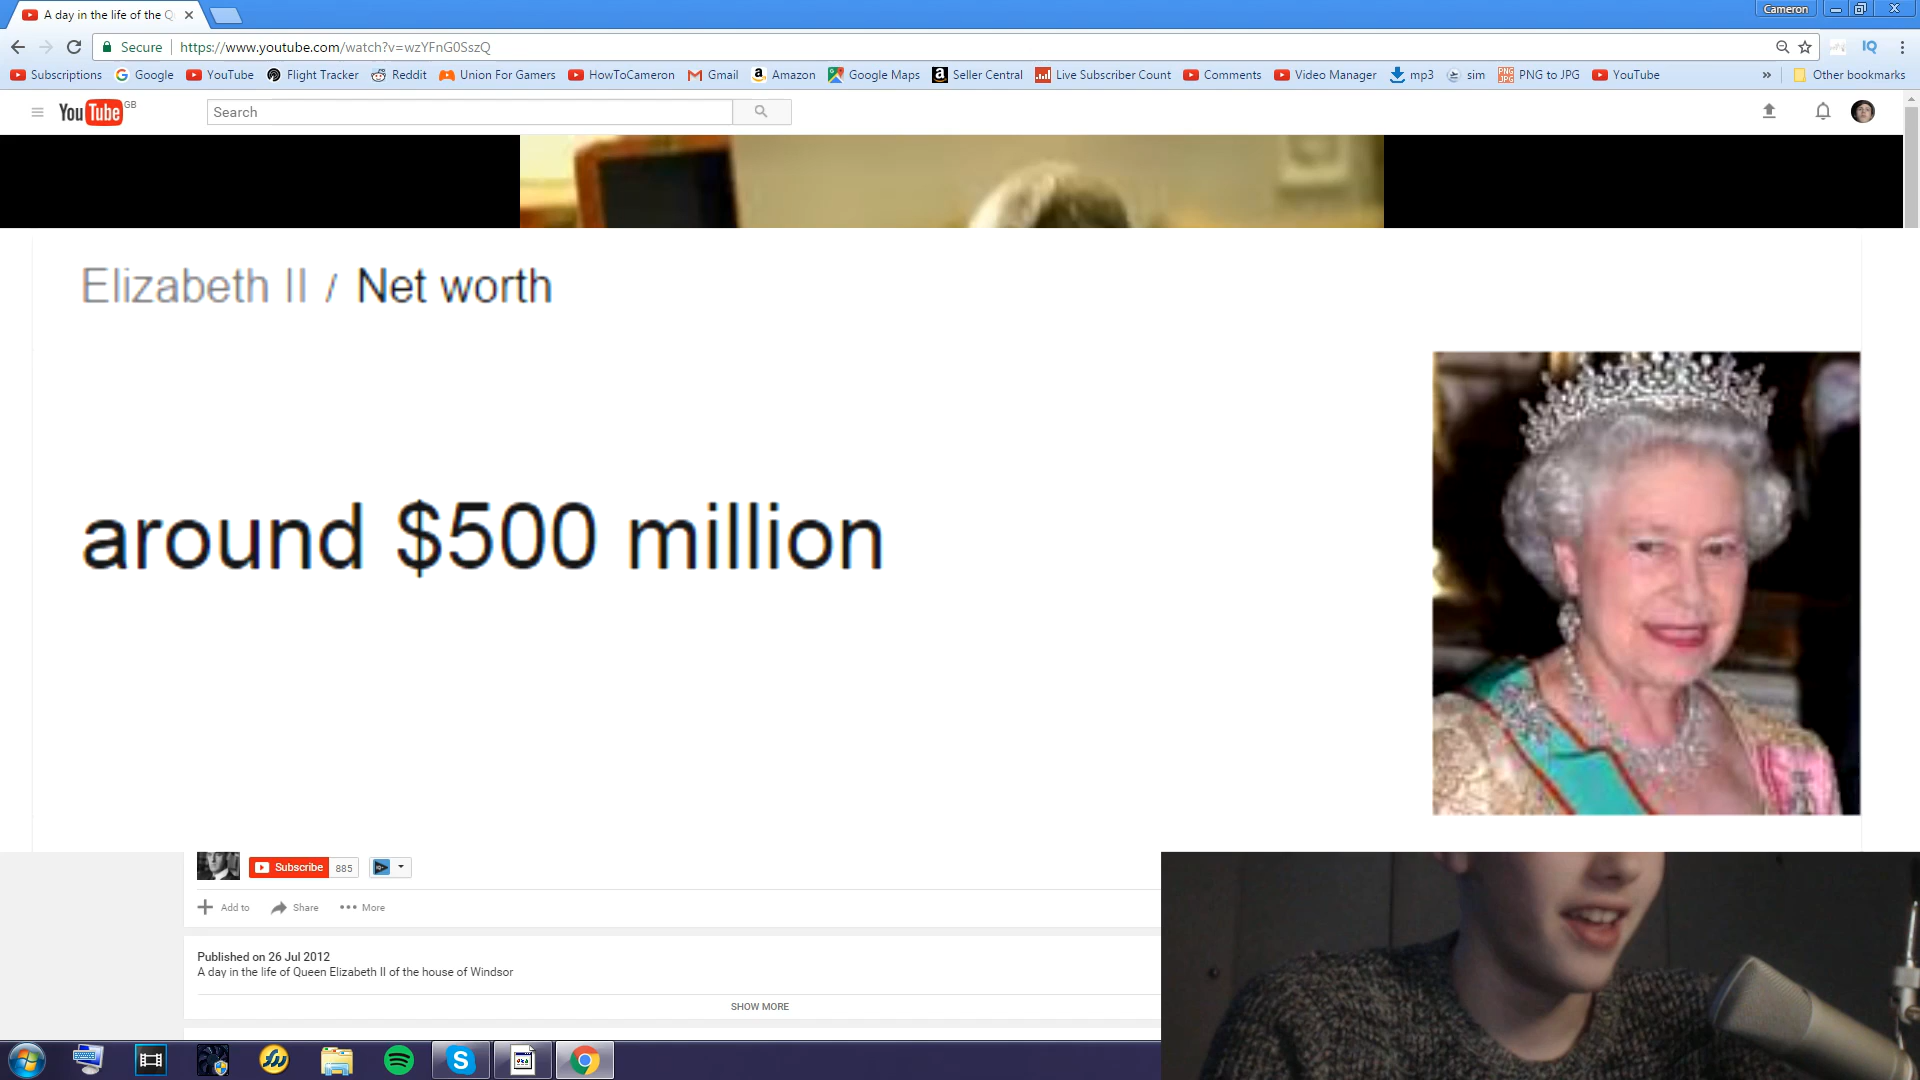 A day in the life of the Q
Cameron
Secure
https://www.youtube.com/watch?v=wzYFnG0SszQ
IQ
Subscriptions Google YouTube Flight Tracker Reddit Union For Gamers HowToCameron Gmail Amazon Google Maps Seller Central Live Subscriber Count Comments Video Manager mp3 sim PNG to JPG YouTube » Other bookmarks
YouTube GB
Search
Elizabeth II / Net worth
around $500 million
Subscribe 885
Add to Share More
Published on 26 Jul 2012
A day in the life of Queen Elizabeth II of the house of Windsor
SHOW MORE